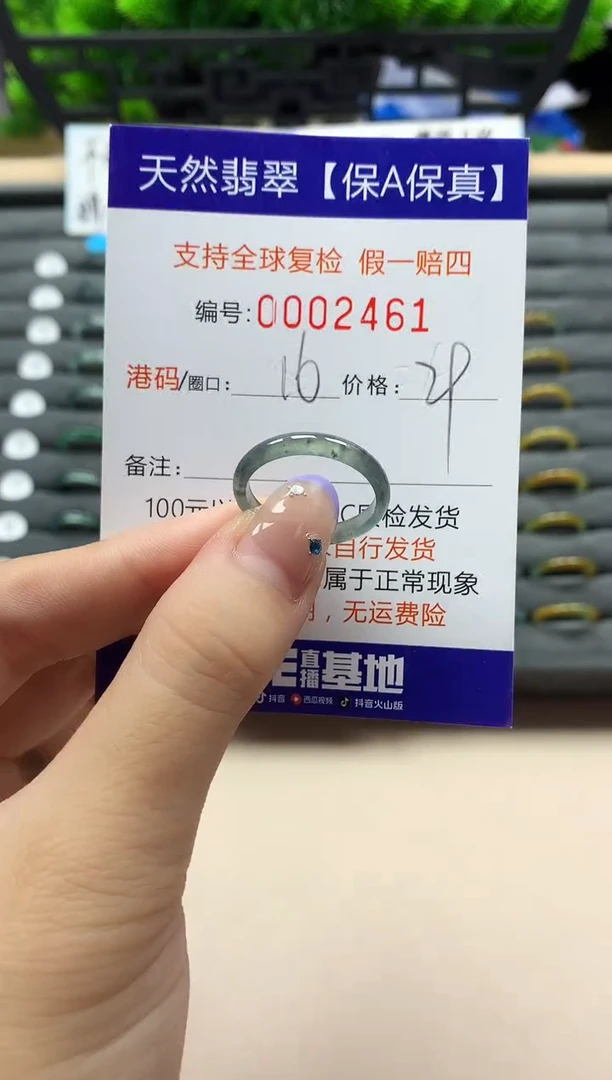 天然翡翠【保A保真】
支持全球复检 假一赔四
编号:0002461
港码/圈口: 16 价格:
备注:
100元以
检发货
自行发货
属于正常现象
,无运费险
直播基地
抖音 西瓜视频 抖音火山版